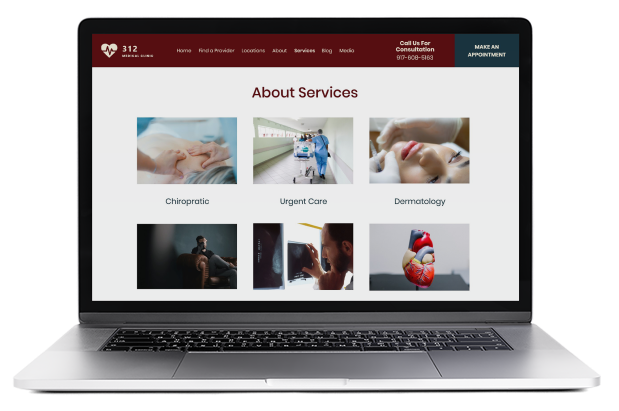 312
MEDICAL CLINIC
Home Find a Provider Locations About Services Blog Media
Call Us For
Consultation
917-608-5163
MAKE AN
APPOINTMENT
About Services
Chiropratic Urgent Care Dermatology